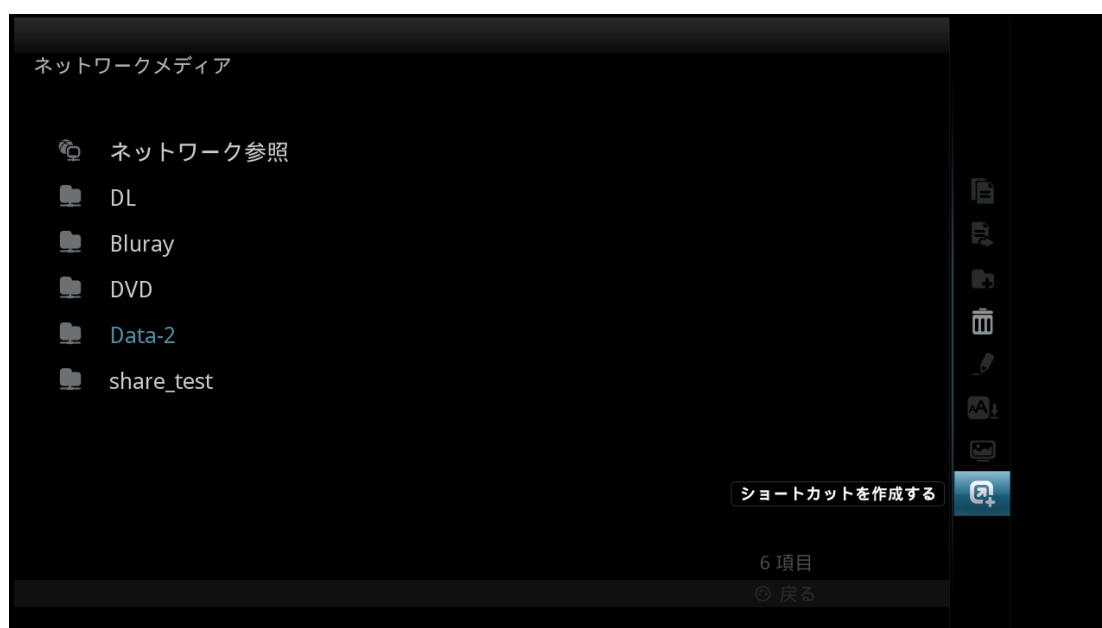 ネットワークメディア
ネットワーク参照
DL
Bluray
DVD
Data-2
share_test
ショートカットを作成する
6 項目
戻る